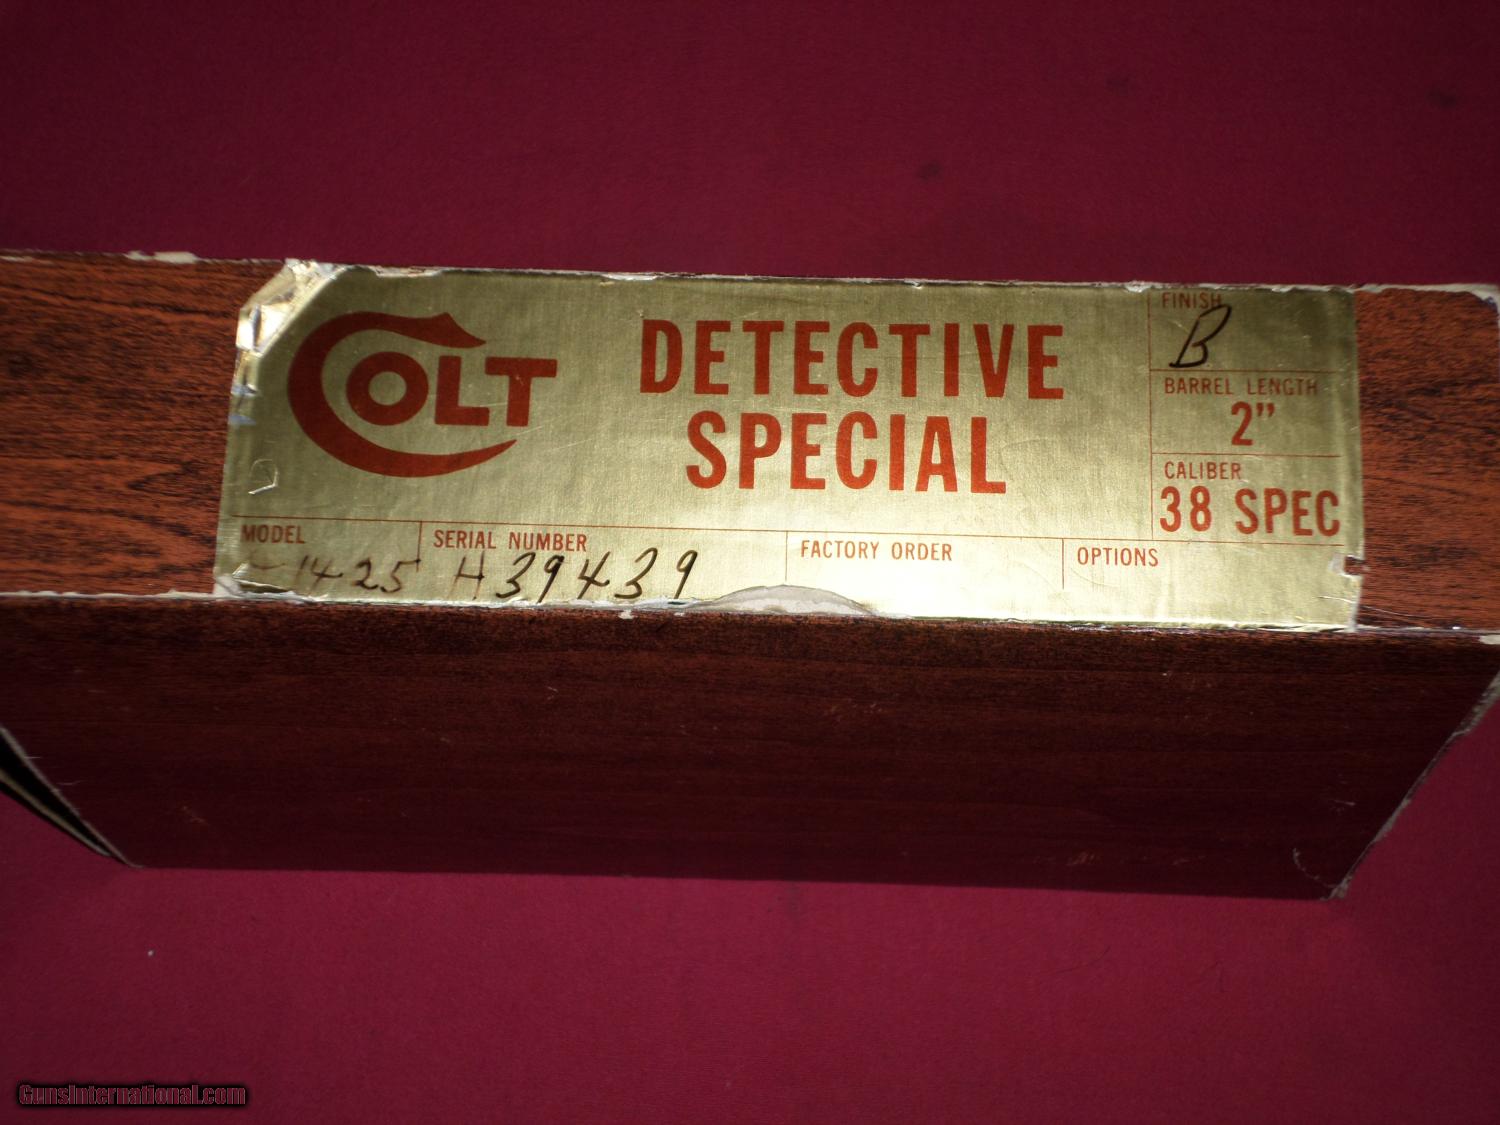 COLT
DETECTIVE
SPECIAL
FINISH
B
BARREL LENGTH
2"
CALIBER
38 SPEC
MODEL
1425
SERIAL NUMBER
H39439
FACTORY ORDER
OPTIONS
GunsInternational.com